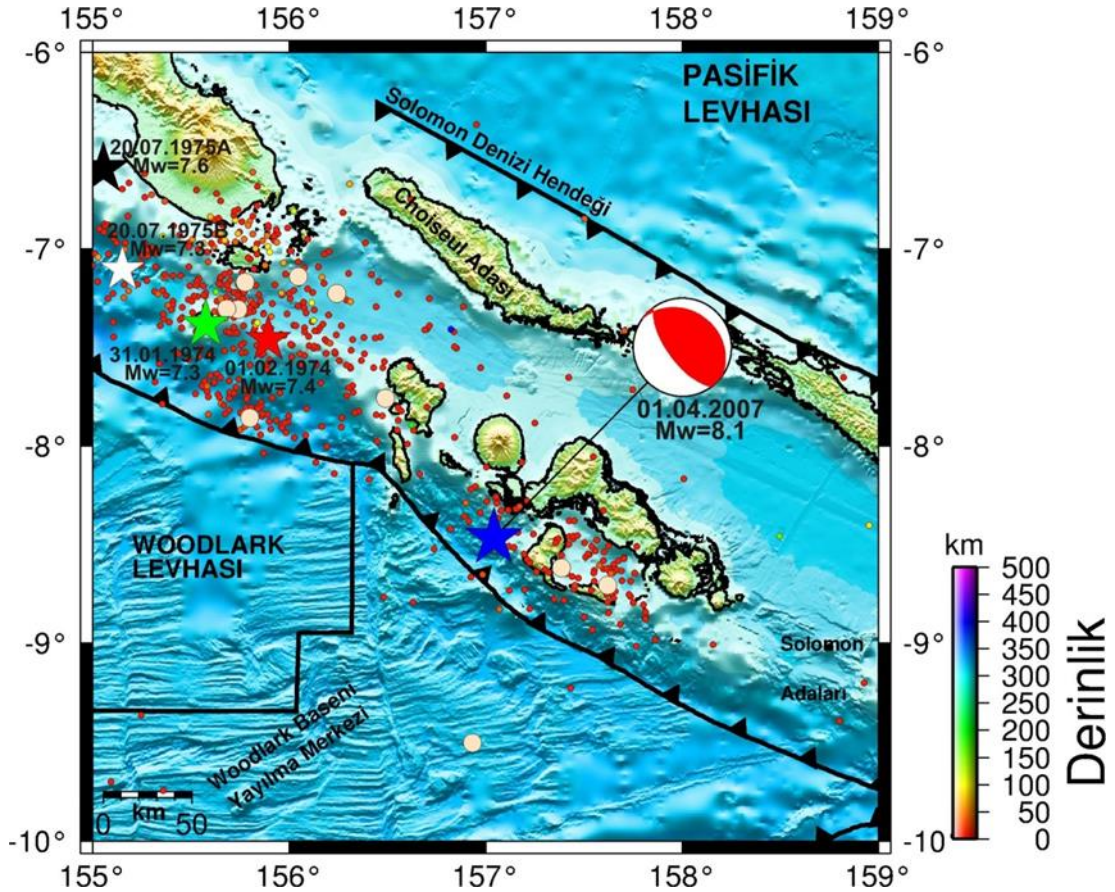 155° 156° 157° 158° 159°
-6°
PASİFİK
LEVHASI
Solomon Denizi Hendeği
20.07.1975A
Mw=7.6
Choiseul Adası
-7°
20.07.1975B
Mw=7.3
31.01.1974
Mw=7.3
01.02.1974
Mw=7.4
01.04.2007
Mw=8.1
-8°
WOODLARK
LEVHASI
-9°
Solomon
Adaları
Woodlark Baseni
Yayılma Merkezi
km
0 50
-10°
-6°
-7°
-8°
-9°
-10
155° 156° 157° 158° 159°
km
500
450
400
350
300
250
200
150
100
50
0
Derinlik